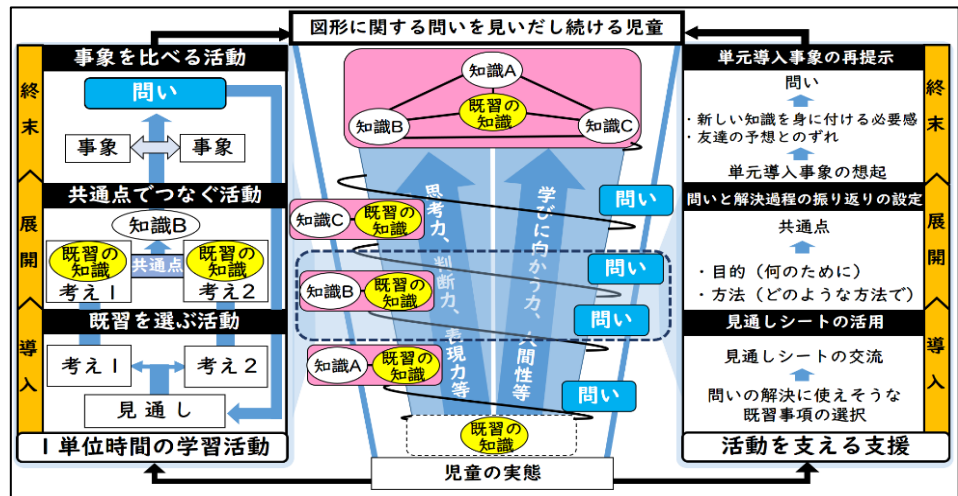 図形に関する問いを見いだし続ける児童
終末
展開
導入
事象を比べる活動
問い
事象
事象
共通点でつなぐ活動
知識B
既習の
知識
共通点
既習の
知識
考え1
考え2
既習を選ぶ活動
考え1
考え2
見通し
1単位時間の学習活動
知識A
既習の
知識
知識B
知識C
思考力、判断力、表現力等
学びに向かう力、人間性等
問い
知識C
既習の
知識
問い
知識B
既習の
知識
問い
知識A
既習の
知識
問い
既習の
知識
児童の実態
単元導入事象の再提示
問い
・新しい知識を身に付ける必要感
・友達の予想とのずれ
単元導入事象の想起
問いと解決過程の振り返りの設定
共通点
・目的（何のために）
・方法（どのような方法で）
見通しシートの活用
見通しシートの交流
問いの解決に使えそうな
既習事項の選択
活動を支える支援
終末
展開
導入